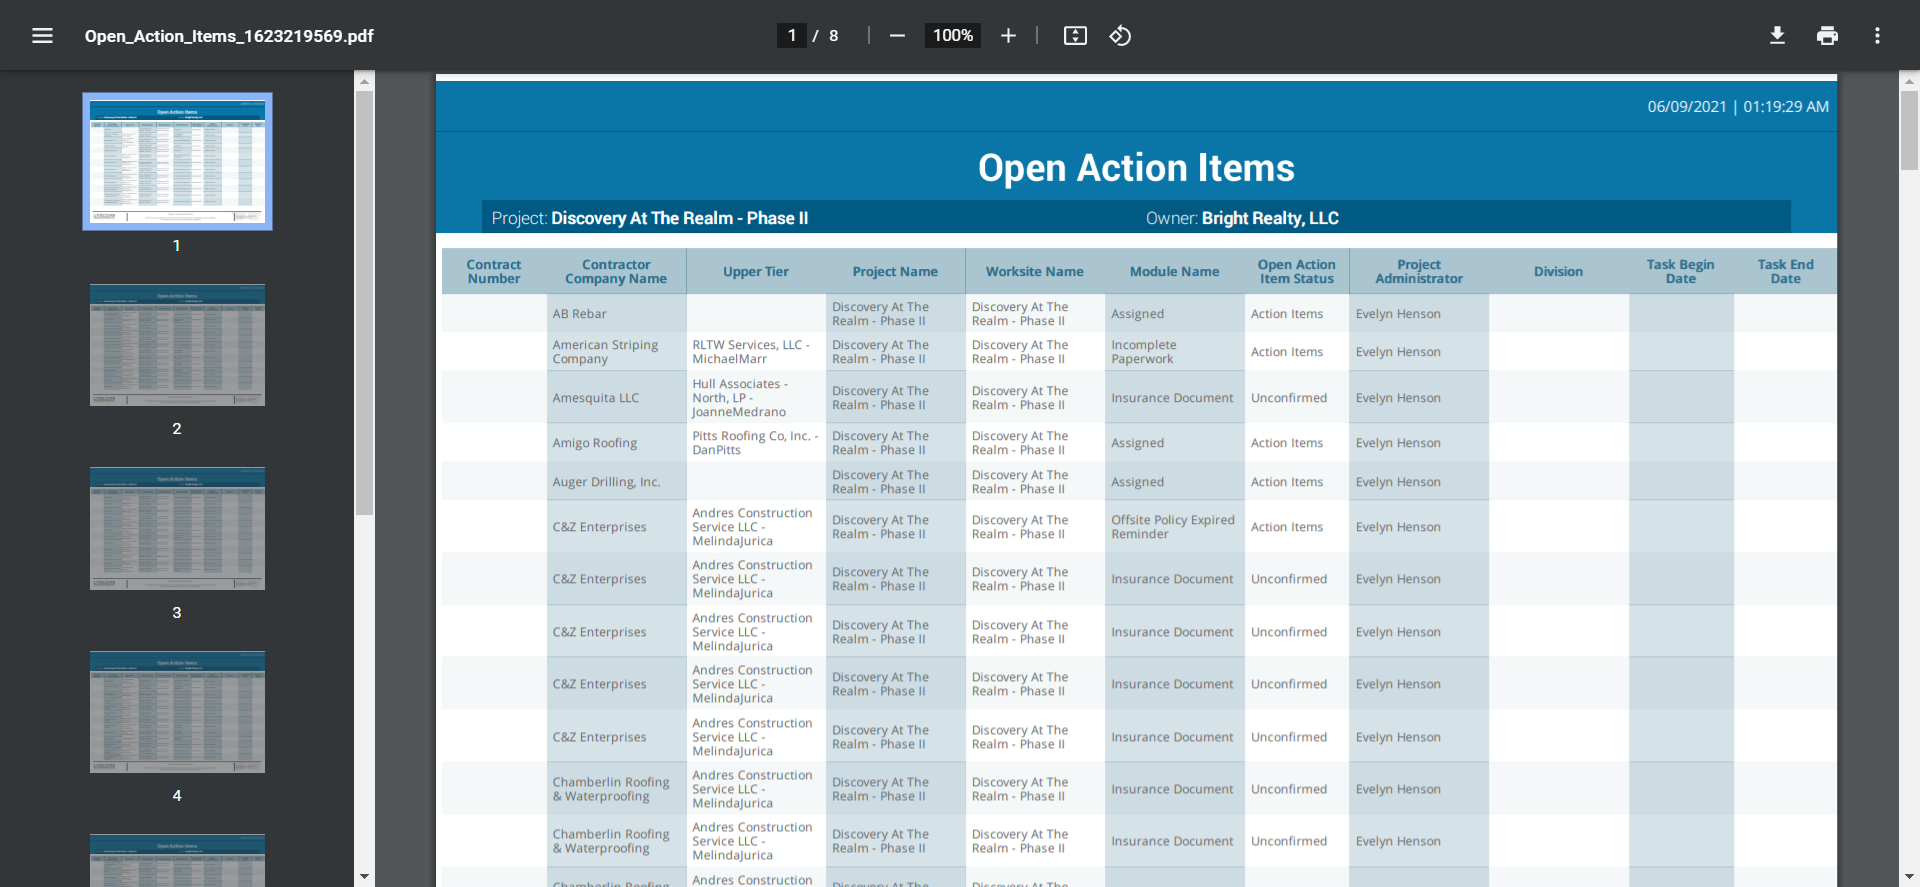 Open_Action_Items_1623219569.pdf
1 / 8
100%
06/09/2021 | 01:19:29 AM
Open Action Items
Project: Discovery At The Realm - Phase II
Owner: Bright Realty, LLC
Contract Number
Contractor Company Name
Upper Tier
Project Name
Worksite Name
Module Name
Open Action Item Status
Project Administrator
Division
Task Begin Date
Task End Date
AB Rebar Discovery At The Realm - Phase II Discovery At The Realm - Phase II Assigned Action Items Evelyn Henson
American Striping Company RLTW Services, LLC - MichaelMarr Discovery At The Realm - Phase II Discovery At The Realm - Phase II Incomplete Paperwork Action Items Evelyn Henson
Amesquita LLC Hull Associates - North, LP - JoanneMedrano Discovery At The Realm - Phase II Discovery At The Realm - Phase II Insurance Document Unconfirmed Evelyn Henson
Amigo Roofing Pitts Roofing Co, Inc. - DanPitts Discovery At The Realm - Phase II Discovery At The Realm - Phase II Assigned Action Items Evelyn Henson
Auger Drilling, Inc. Discovery At The Realm - Phase II Discovery At The Realm - Phase II Assigned Action Items Evelyn Henson
C&Z Enterprises Andres Construction Service LLC - MelindaJurica Discovery At The Realm - Phase II Discovery At The Realm - Phase II Offsite Policy Expired Reminder Action Items Evelyn Henson
C&Z Enterprises Andres Construction Service LLC - MelindaJurica Discovery At The Realm - Phase II Discovery At The Realm - Phase II Insurance Document Unconfirmed Evelyn Henson
C&Z Enterprises Andres Construction Service LLC - MelindaJurica Discovery At The Realm - Phase II Discovery At The Realm - Phase II Insurance Document Unconfirmed Evelyn Henson
C&Z Enterprises Andres Construction Service LLC - MelindaJurica Discovery At The Realm - Phase II Discovery At The Realm - Phase II Insurance Document Unconfirmed Evelyn Henson
C&Z Enterprises Andres Construction Service LLC - MelindaJurica Discovery At The Realm - Phase II Discovery At The Realm - Phase II Insurance Document Unconfirmed Evelyn Henson
Chamberlin Roofing & Waterproofing Andres Construction Service LLC - MelindaJurica Discovery At The Realm - Phase II Discovery At The Realm - Phase II Insurance Document Unconfirmed Evelyn Henson
Chamberlin Roofing & Waterproofing Andres Construction Service LLC - MelindaJurica Discovery At The Realm - Phase II Discovery At The Realm - Phase II Insurance Document Unconfirmed Evelyn Henson
Chamberlin Roofing Andres Construction Discovery At The Discovery At The
1
2
3
4